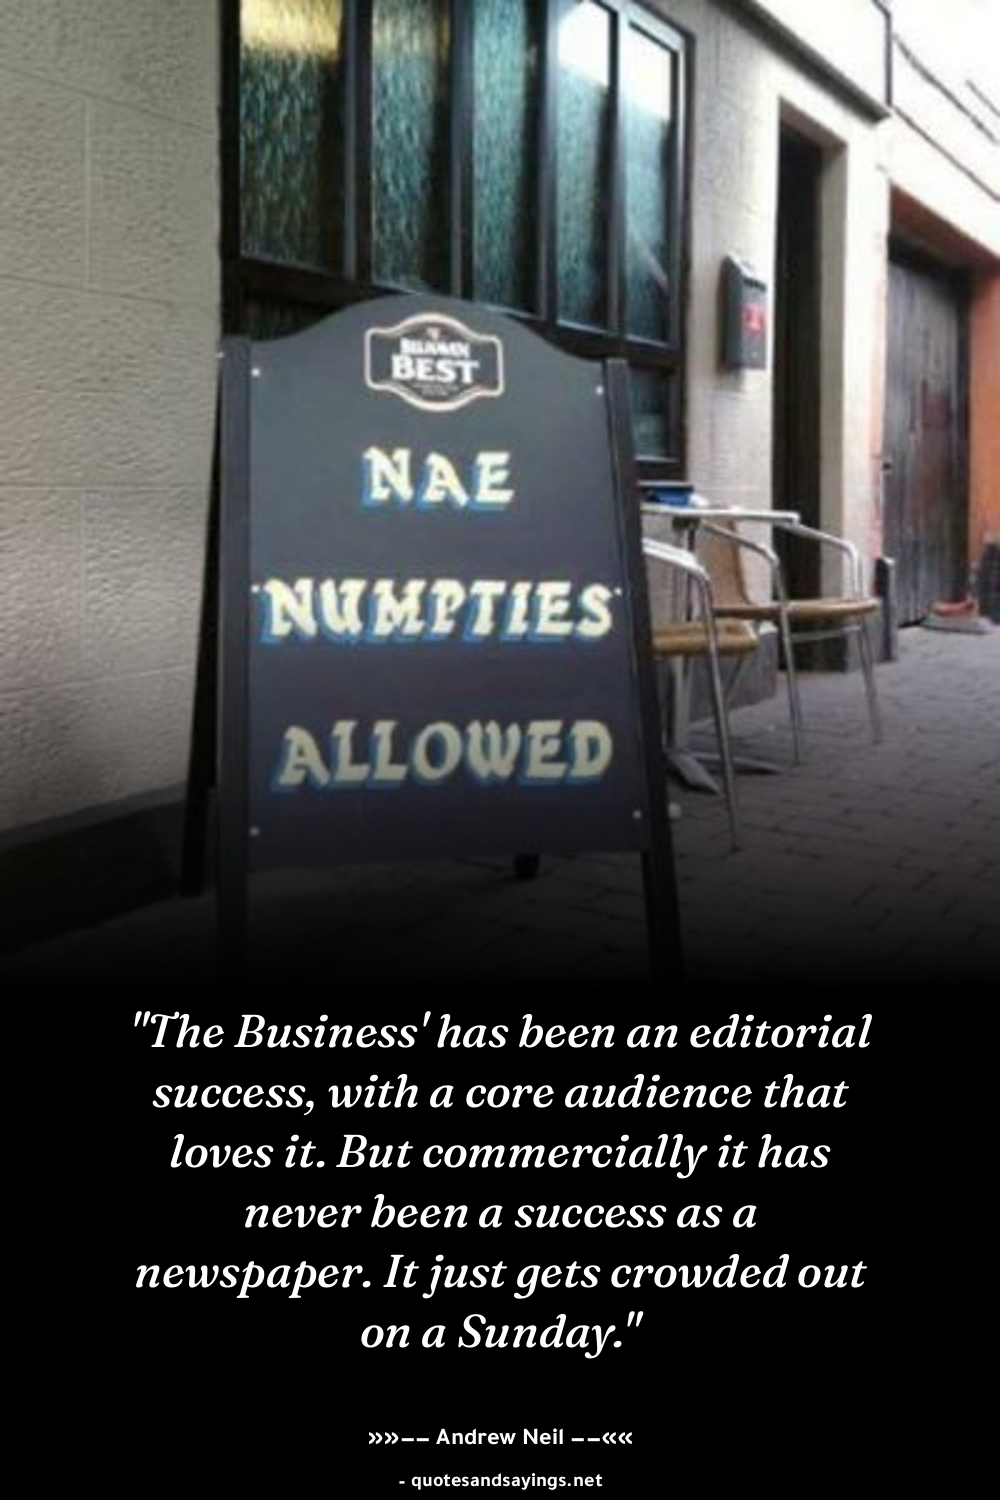 BEST
NAE
NUMPTIES
ALLOWED
"The Business' has been an editorial
success, with a core audience that
loves it. But commercially it has
never been a success as a
newspaper. It just gets crowded out
on a Sunday."
»»–– Andrew Neil ––««
- quotesandsayings.net